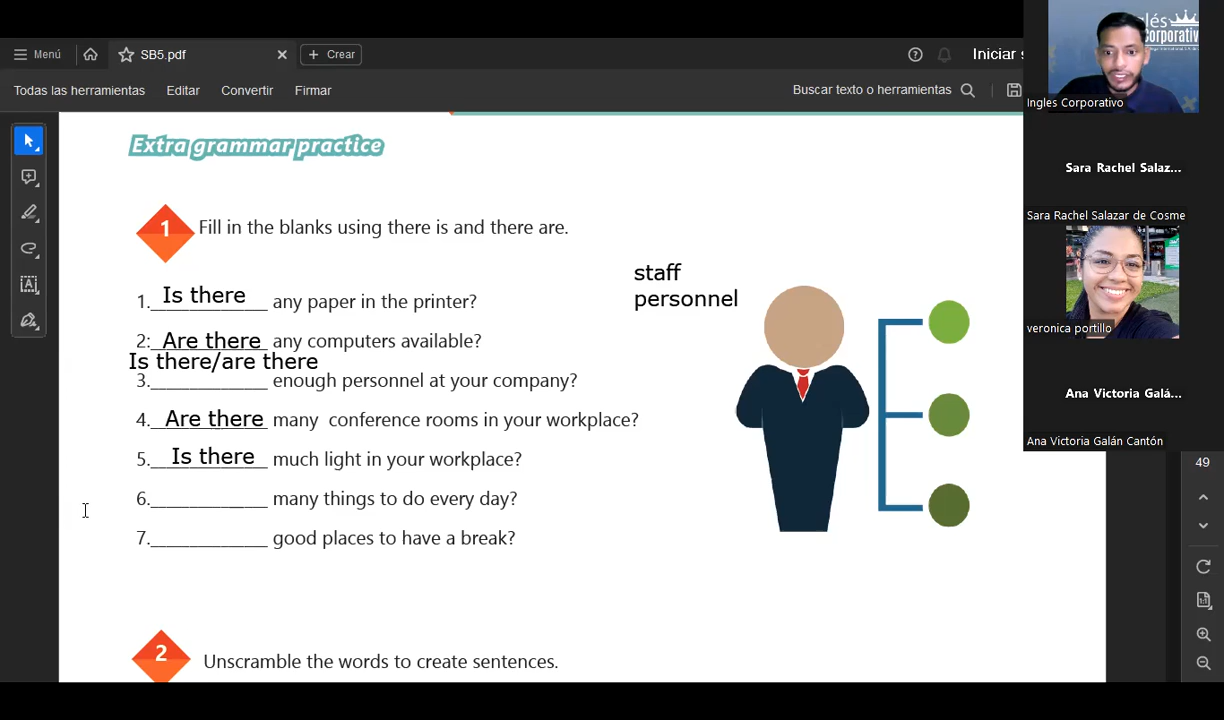 Menú
SB5.pdf
Crear
Iniciar s
Todas las herramientas
Editar
Convertir
Firmar
Buscar texto o herramientas
glés
corporativ
Ingles Corporativo
Sara Rachel Salaz...
Sara Rachel Salazar de Cosme
veronica portillo
Ana Victoria Galá...
Ana Victoria Galán Cantón
49
Extra grammar practice
1 Fill in the blanks using there is and there are.
staff
personnel
1. Is there any paper in the printer?
2. Are there any computers available?
Is there/are there
3.______________ enough personnel at your company?
4. Are there many conference rooms in your workplace?
5. Is there much light in your workplace?
6.______________ many things to do every day?
7.______________ good places to have a break?
2 Unscramble the words to create sentences.